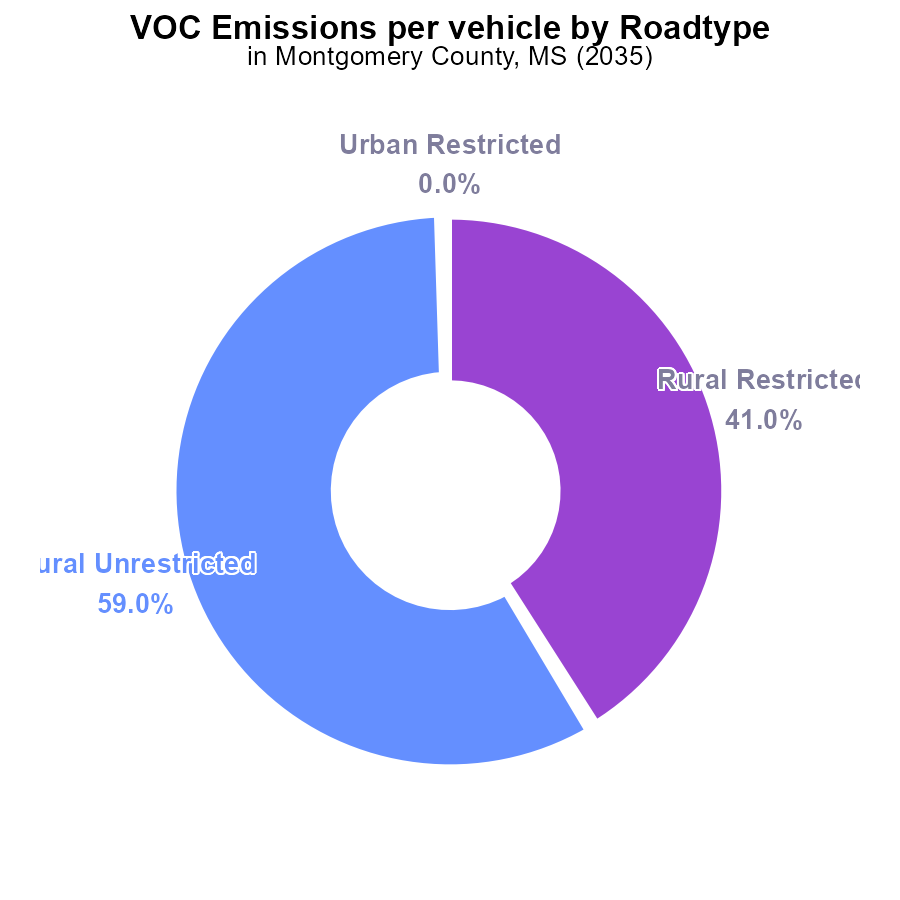 VOC Emissions per vehicle by Roadtype
in Montgomery County, MS (2035)
Urban Restricted
0.0%
Rural Restricted
41.0%
ural Unrestricted
59.0%